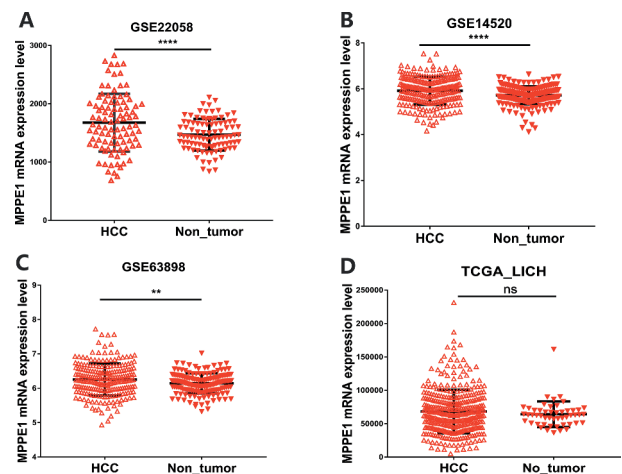 A
GSE22058
****
MPPE1 mRNA expression level
3000
2000
1000
0
HCC
Non_tumor
B
GSE14520
****
MPPE1 mRNA expression level
8
6
4
2
0
HCC
Non_tumor
C
GSE63898
**
MPPE1 mRNA expression level
9
8
7
6
5
4
HCC
Non_tumor
D
TCGA_LICH
ns
MPPE1 mRNA expression level
250000
200000
150000
100000
50000
0
HCC
No_tumor